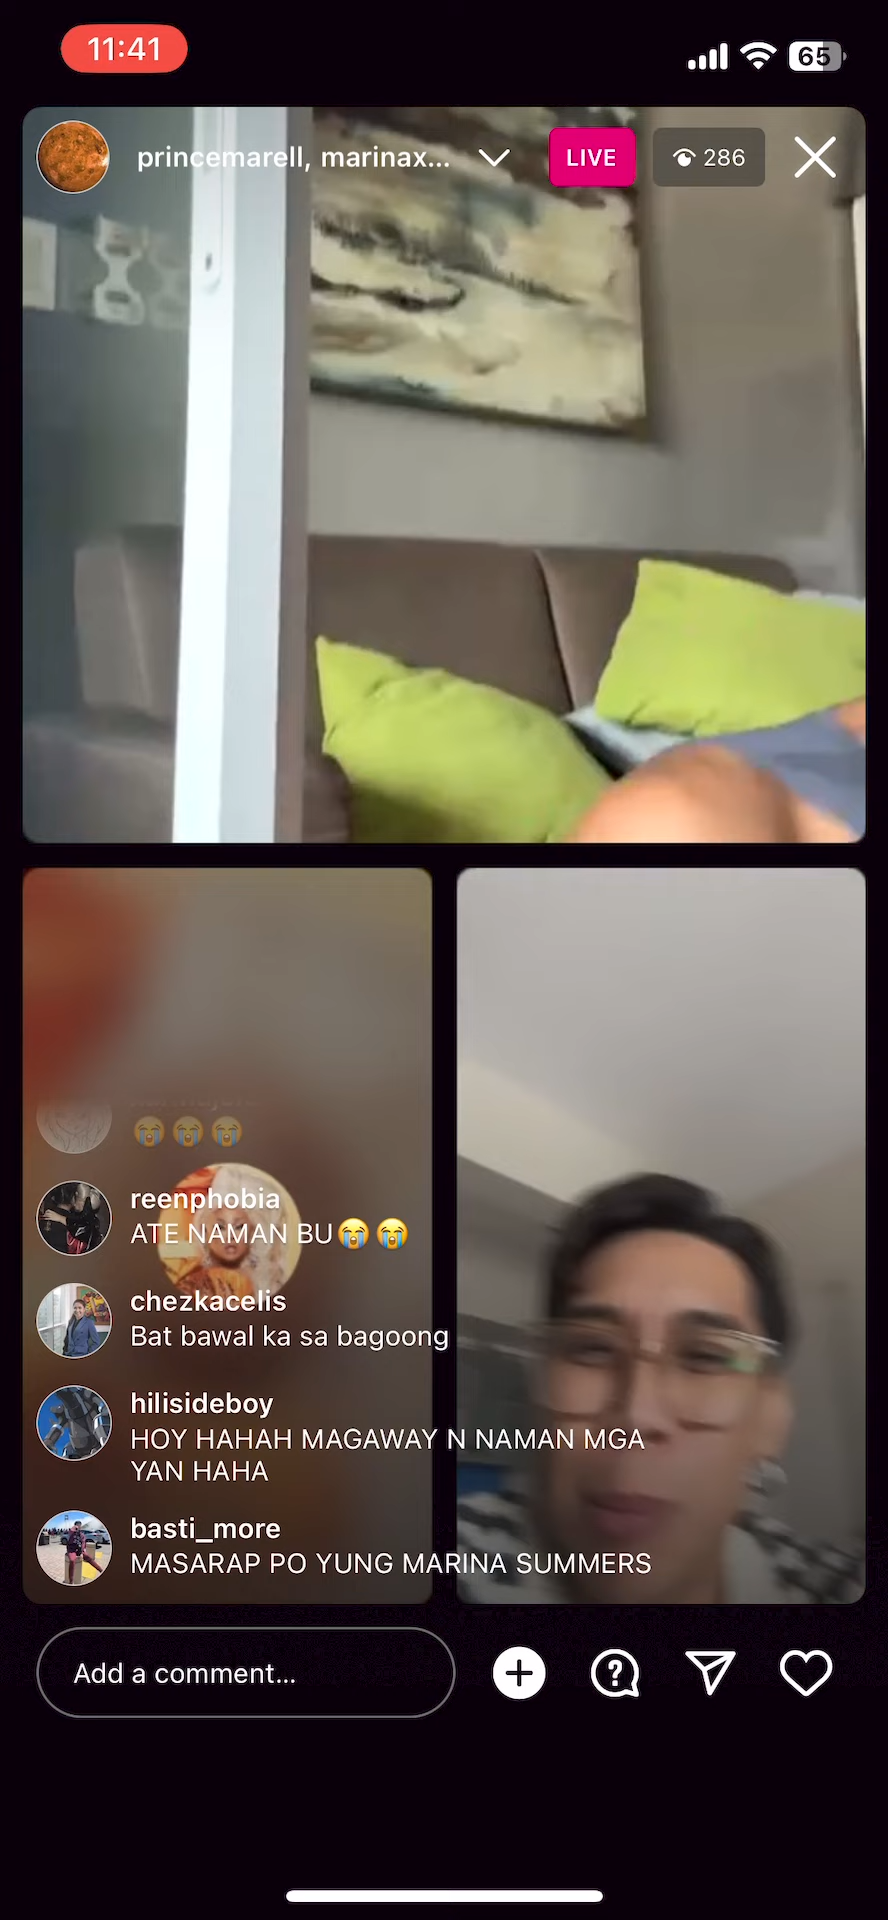 11:41
65
princemarell, marinax...
LIVE
286
😭😭😭
reenphobia
ATE NAMAN BU😭😭
chezkacelis
Bat bawal ka sa bagoong
hilisideboy
HOY HAHAH MAGAWAY N NAMAN MGA
YAN HAHA
basti_more
MASARAP PO YUNG MARINA SUMMERS
Add a comment...